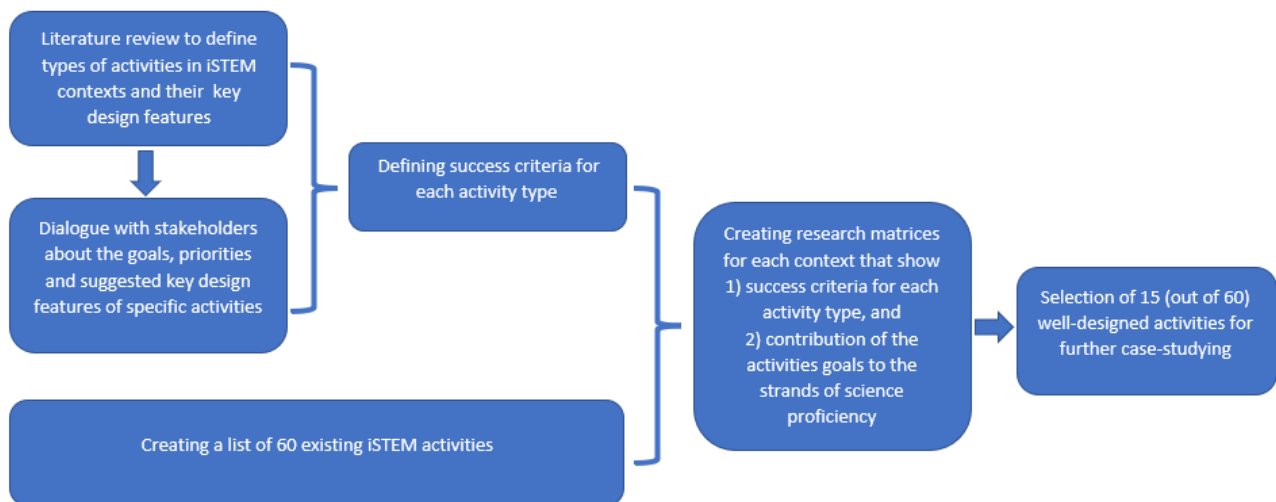 Literature review to define
types of activities in iSTEM
contexts and their key
design features
Dialogue with stakeholders
about the goals, priorities
and suggested key design
features of specific activities
Defining success criteria for
each activity type
Creating a list of 60 existing iSTEM activities
Creating research matrices
for each context that show
1) success criteria for each
activity type, and
2) contribution of the
activities goals to the
strands of science
proficiency
Selection of 15 (out of 60)
well-designed activities for
further case-studying